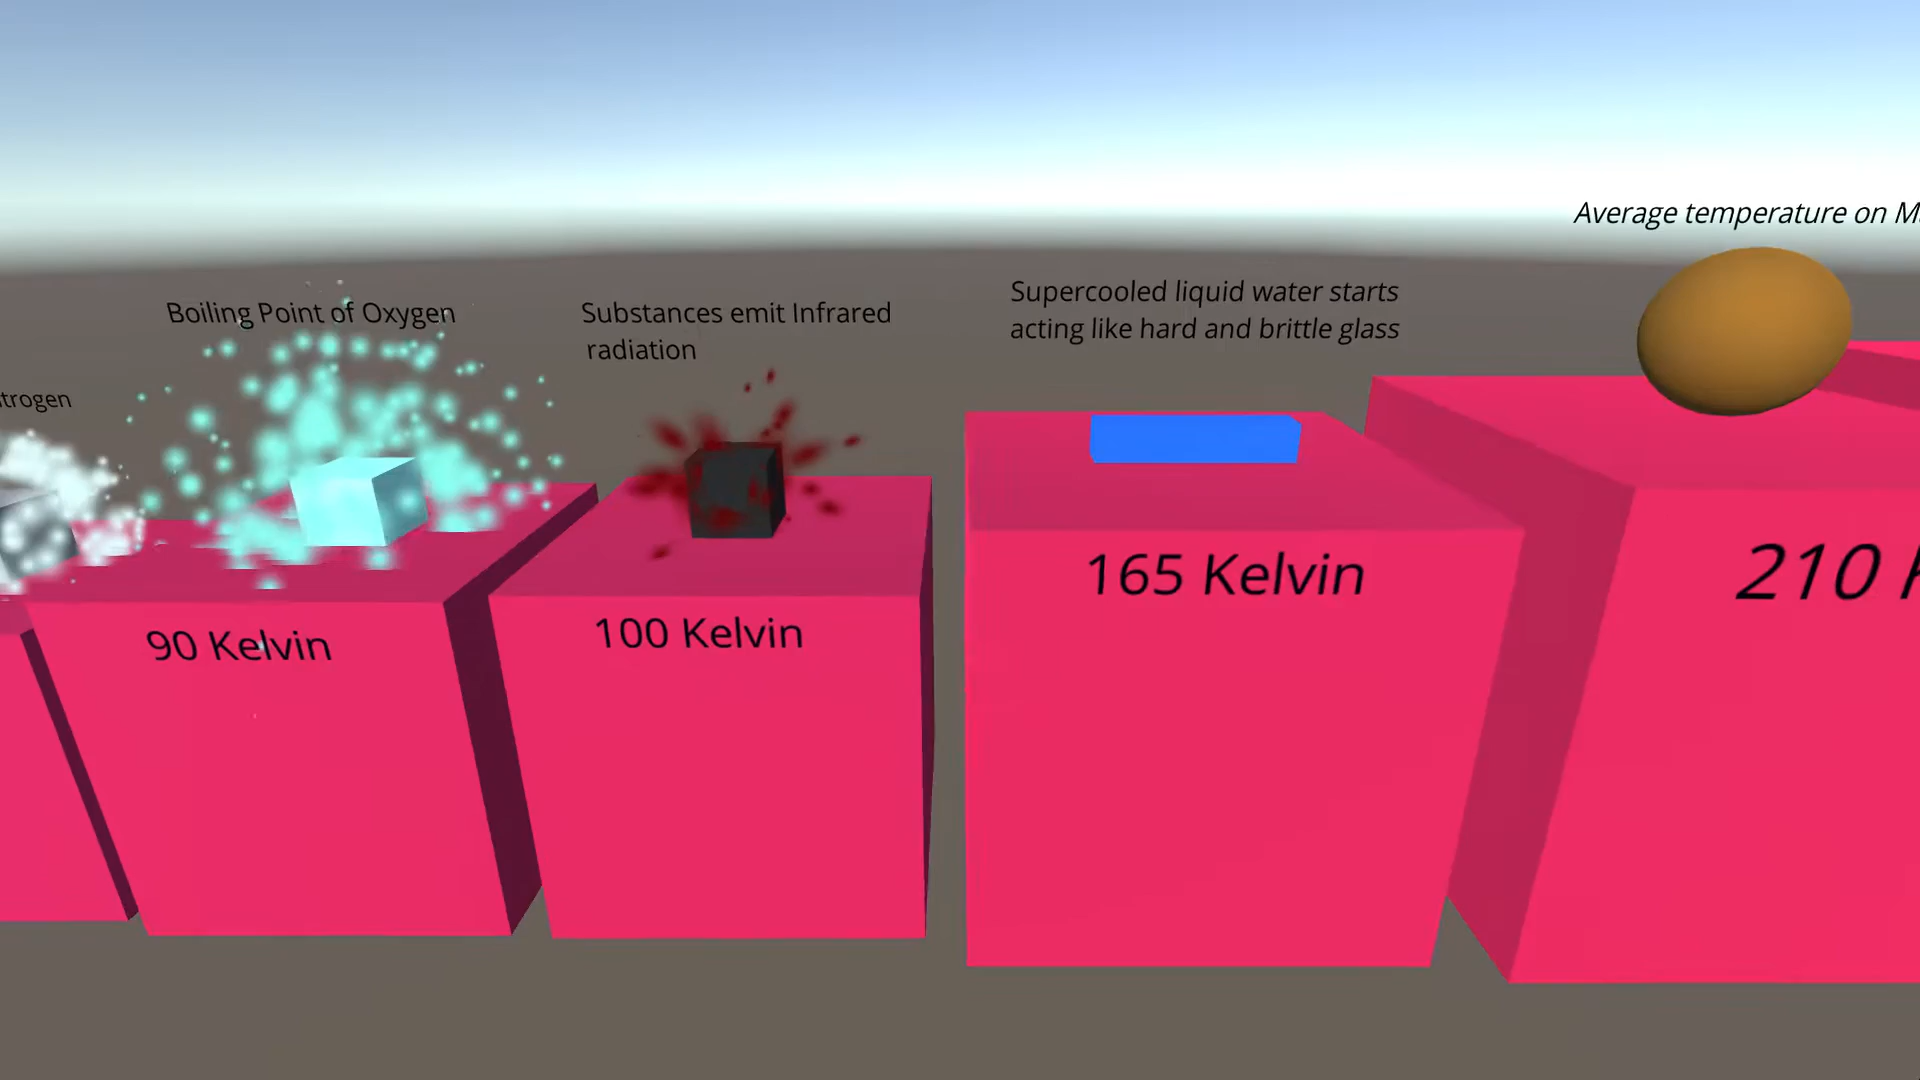 Average temperature on
Supercooled liquid water starts
acting like hard and brittle glass
Boiling Point of Oxygen
Substances emit Infrared
radiation
210
165 Kelvin
100 Kelvin
90 Kelvin